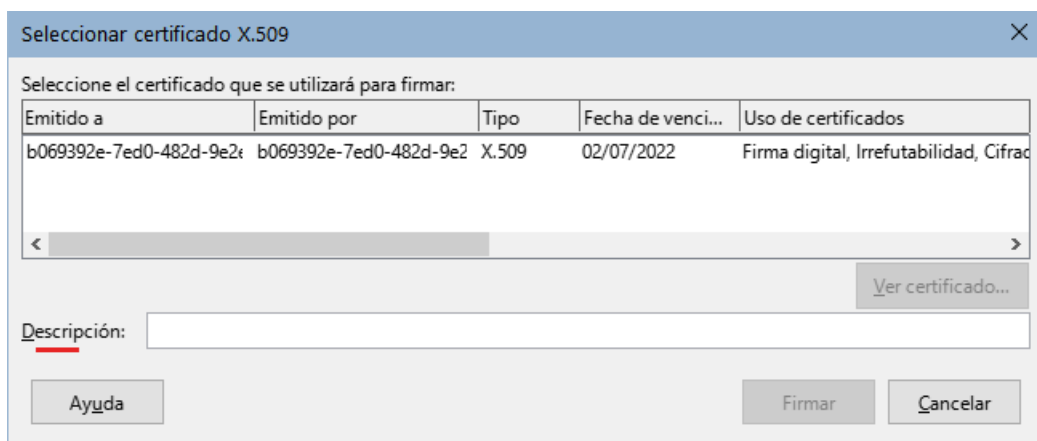 Seleccionar certificado X.509
Seleccione el certificado que se utilizará para firmar:
Emitido a Emitido por Tipo Fecha de venci... Uso de certificados
b069392e-7ed0-482d-9e2e b069392e-7ed0-482d-9e2 X.509 02/07/2022 Firma digital, Irrefutabilidad, Cifrad
Ver certificado...
Descripción:
Ayuda Firmar Cancelar